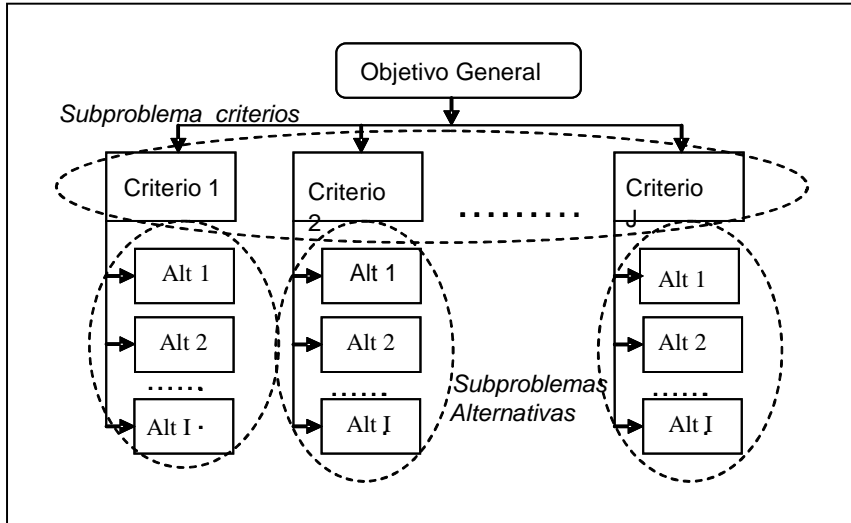 Objetivo General
Subproblema criterios
Criterio 1
Criterio
2
.........
Criterio
J
Alt 1
Alt 2
......
Alt I
Alt 1
Alt 2
......
Alt I
Subproblemas
Alternativas
Alt 1
Alt 2
......
Alt I